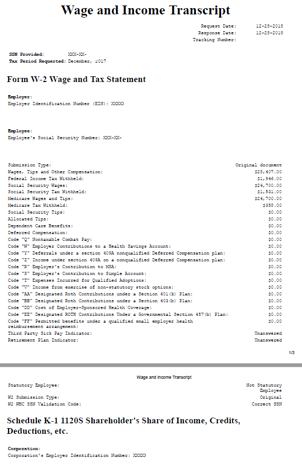 Wage and Income Transcript
Request Date: 12-28-2018
Response Date: 12-28-2018
Tracking Number:
SSN Provided: XXX-XX-
Tax Period Requested: December, 2017
Form W-2 Wage and Tax Statement
Employer:
Employer Identification Number (EIN): XXXXX
Employee:
Employee's Social Security Number: XXX-XX-
Submission Type: Original document
Wages, Tips and Other Compensation:
Federal Income Tax Withheld:
Social Security Wages: $24,700.00
Social Security Tax Withheld: $1,531.00
Medicare Wages and Tips: $24,700.00
Medicare Tax Withheld: $358.00
Social Security Tips: $0.00
Allocated Tips: $0.00
Dependent Care Benefits: $0.00
Deferred Compensation: $0.00
Code "Q" Nontaxable Combat Pay: $0.00
Code "W" Employer Contributions to a Health Savings Account: $0.00
Code "Y" Deferrals under a section 409A nonqualified Deferred Compensation plan: $0.00
Code "Z" Income under section 409A on a nonqualified Deferred Compensation plan: $0.00
Code "R" Employer's Contribution to MSA: $0.00
Code "S" Employer's Contribution to Simple Account: $0.00
Code "T" Expenses Incurred for Qualified Adoptions: $0.00
Code "V" Income from exercise of non-statutory stock options: $0.00
Code "AA" Designated Roth Contributions under a Section 401(k) Plan: $0.00
Code "BB" Designated Roth Contributions under a Section 403(b) Plan: $0.00
Code "DD" Cost of Employer-Sponsored Health Coverage: $0.00
Code "EE" Designated ROTH Contributions Under a Governmental Section 457(b) Plan: $0.00
Code "FF" Permitted benefits under a qualified small employer health
reimbursement arrangement: $0.00
Third Party Sick Pay Indicator: Unanswered
Retirement Plan Indicator: Unanswered
1/3
Wage and Income Transcript
Statutory Employee: Not Statutory
Employee
W2 Submission Type: Original
W2 WHC SSN Validation Code: Correct SSN
Schedule K-1 1120S Shareholder's Share of Income, Credits,
Deductions, etc.
Corporation:
Corporation's Employer Identification Number: XXXXX